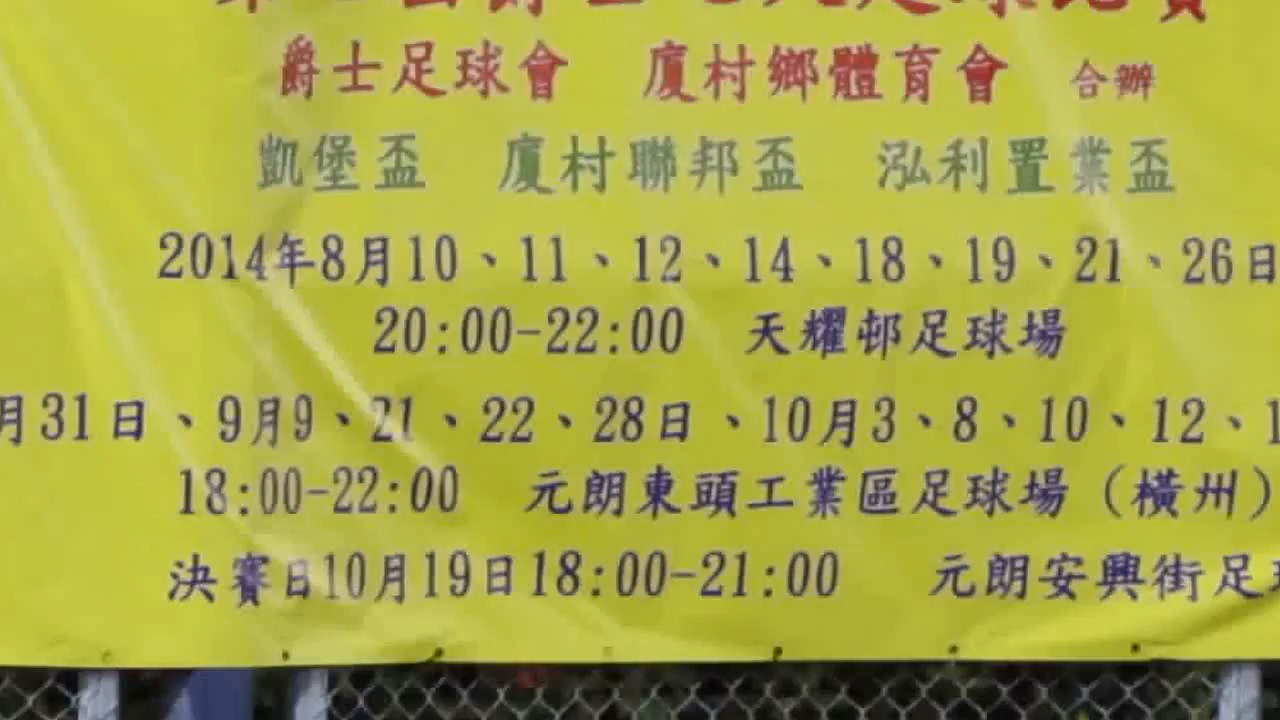 爵士足球會 廈村鄉體育會 合辦
凱堡盃 廈村聯邦盃 泓利置業盃
2014年8月10、11、12、14、18、19、21、26日
20:00-22:00 天耀邨足球場
月31日、9月9、21、22、28日、10月3、8、10、12、1
18:00-22:00 元朗東頭工業區足球場（橫州）
決賽日10月19日18:00-21:00 元朗安興街足